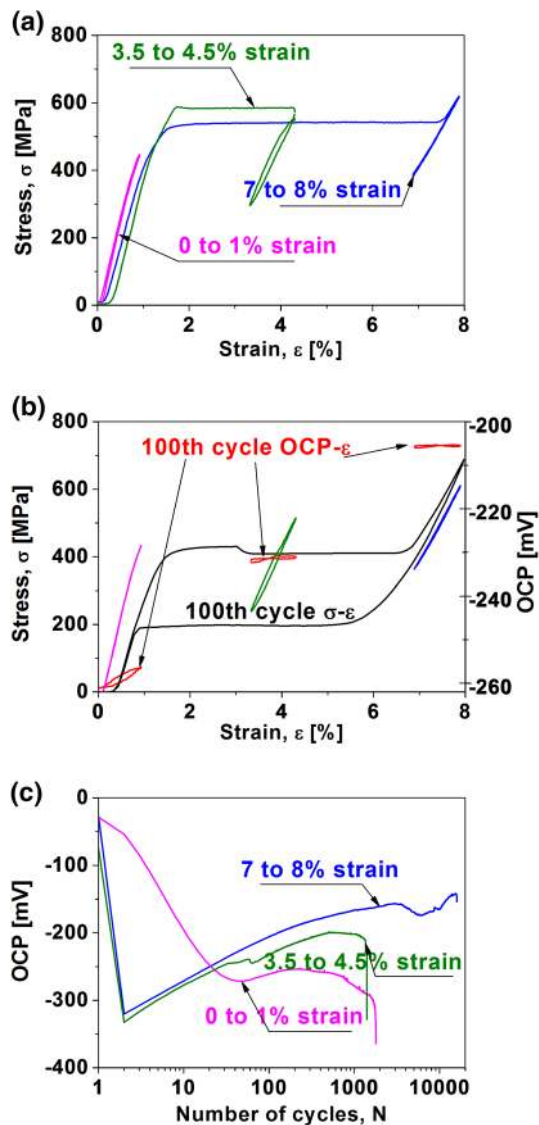 (a)
800
600
400
200
0
Stress, σ [MPa]
3.5 to 4.5% strain
7 to 8% strain
0 to 1% strain
0 2 4 6 8
Strain, ε [%]
(b)
800
600
400
200
0
Stress, σ [MPa]
100th cycle OCP-ε
100th cycle σ-ε
-200
-220
-240
-260
OCP [mV]
0 2 4 6 8
Strain, ε [%]
(c)
0
-100
-200
-300
-400
OCP [mV]
7 to 8% strain
3.5 to 4.5% strain
0 to 1% strain
1 10 100 1000 10000
Number of cycles, N